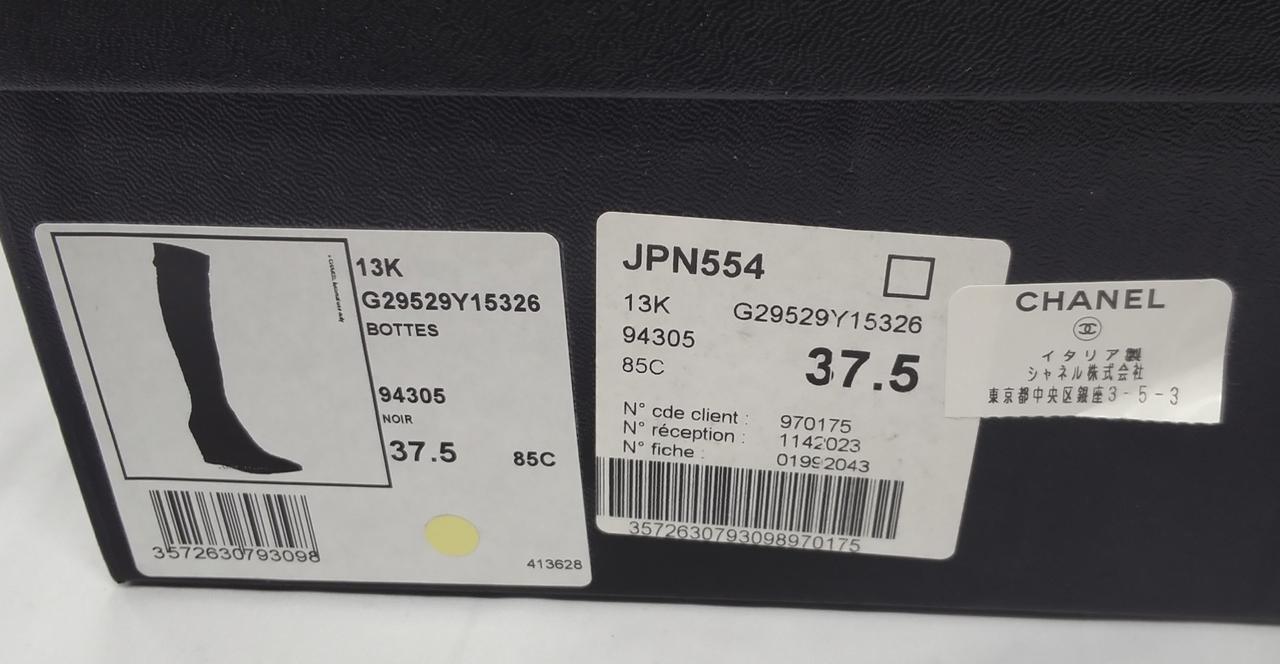 13K
G29529Y15326
BOTTES
94305
NOIR
37.5 85C
3572630793098
413628
JPN554
13K G29529Y15326
94305
85C 37.5
N° cde client : 970175
N° réception : 1142023
N° fiche : 01992043
3572630793098970175
CHANEL
イタリア製
シャネル株式会社
東京都中央区銀座3-5-3